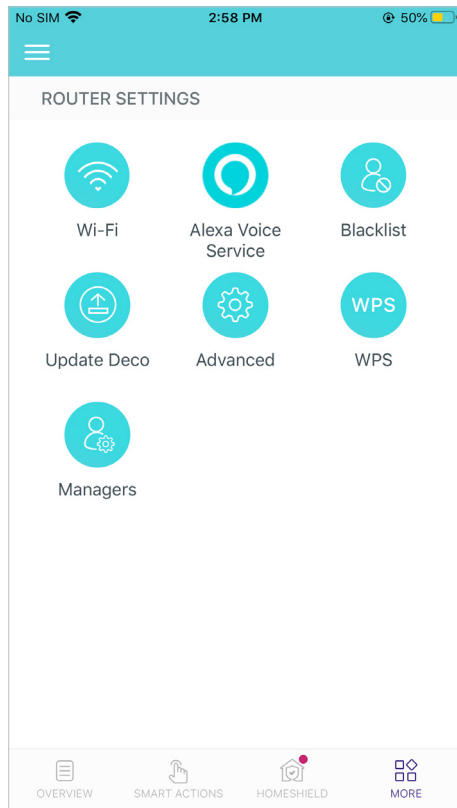 No SIM 2:58 PM 50%
ROUTER SETTINGS
Wi-Fi
Alexa Voice
Service
Blacklist
Update Deco
Advanced
WPS
WPS
Managers
OVERVIEW
SMART ACTIONS
HOMESHIELD
MORE